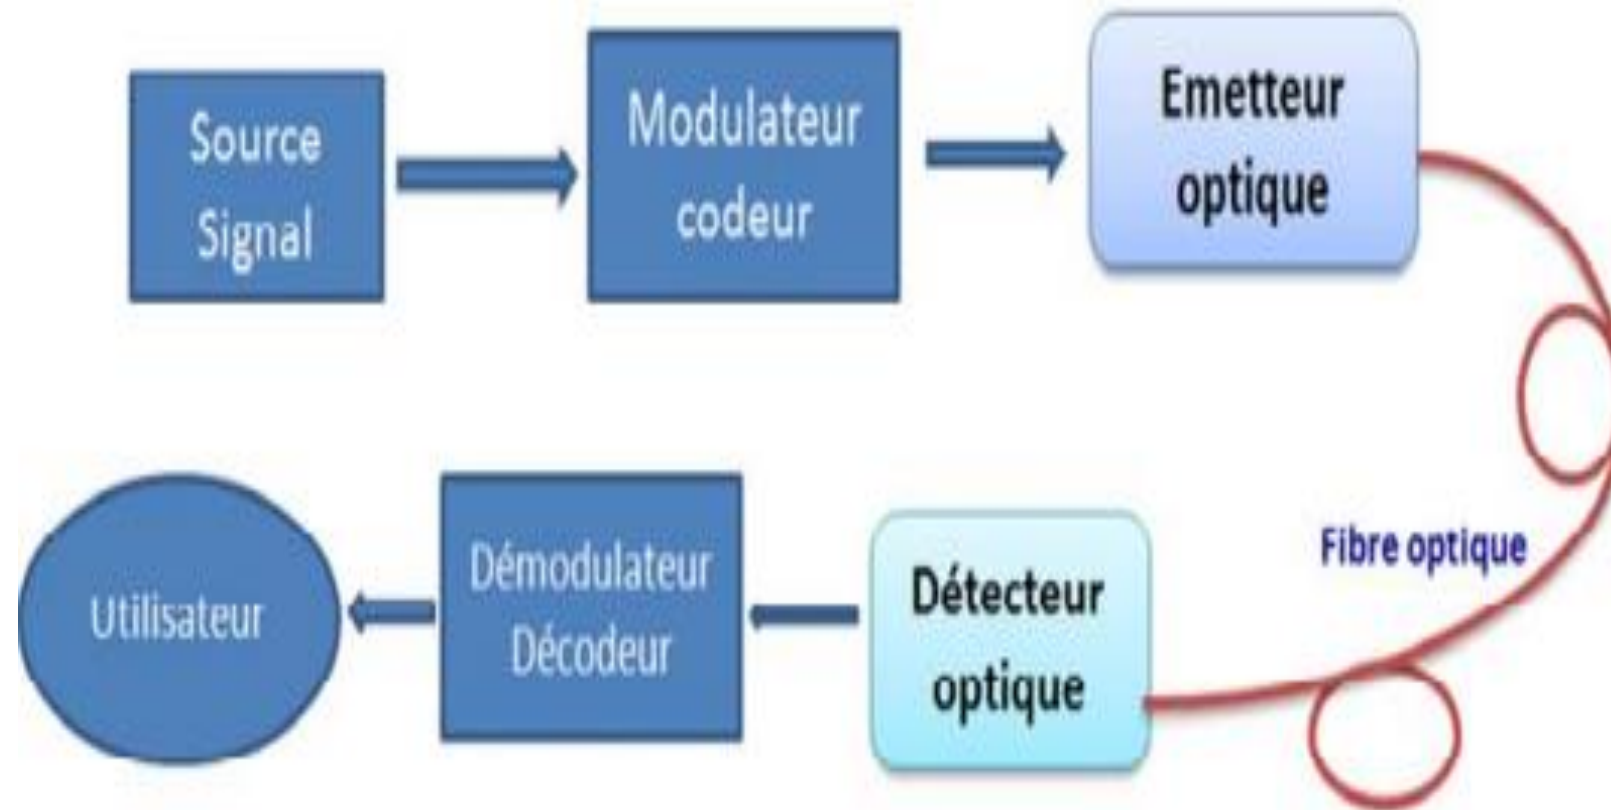 Source
Signal
Modulateur
codeur
Emetteur
optique
Fibre optique
Détecteur
optique
Démodulateur
Décodeur
Utilisateur